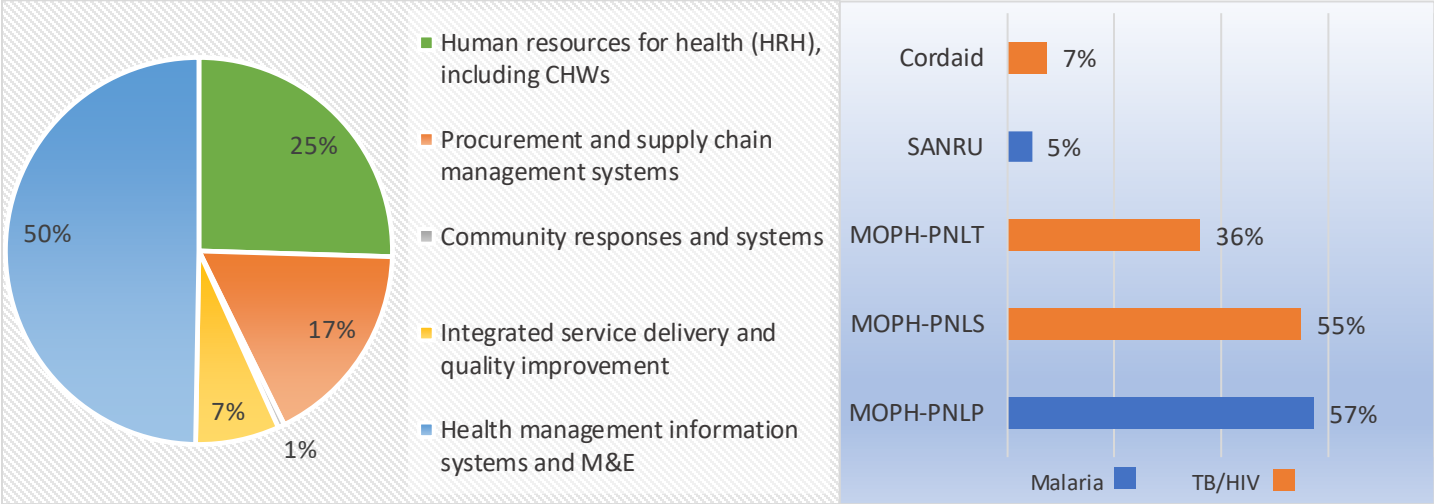 25%
17%
1%
7%
50%
Human resources for health (HRH),
including CHWs
Procurement and supply chain
management systems
Community responses and systems
Integrated service delivery and
quality improvement
Health management information
systems and M&E
Cordaid
7%
SANRU
5%
MOPH-PNLT
36%
MOPH-PNLS
55%
MOPH-PNLP
57%
Malaria
TB/HIV